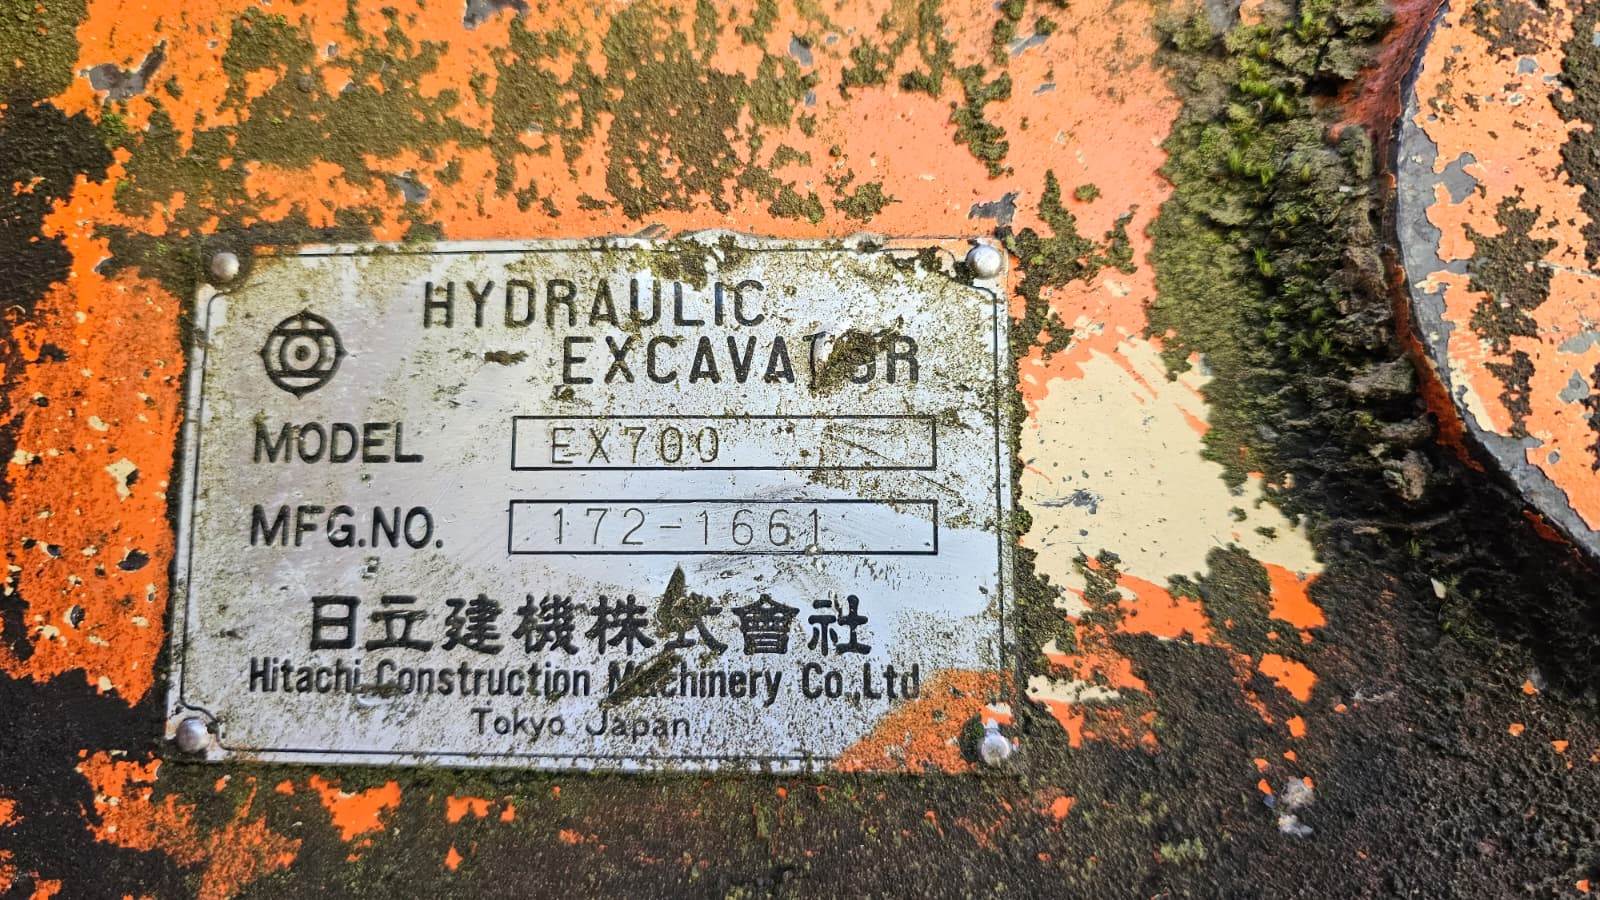 HYDRAULIC
EXCAVATOR
MODEL EX700
MFG.NO. 172-1661
日立建機株式會社
Hitachi Construction Machinery Co.,Ltd
Tokyo Japan